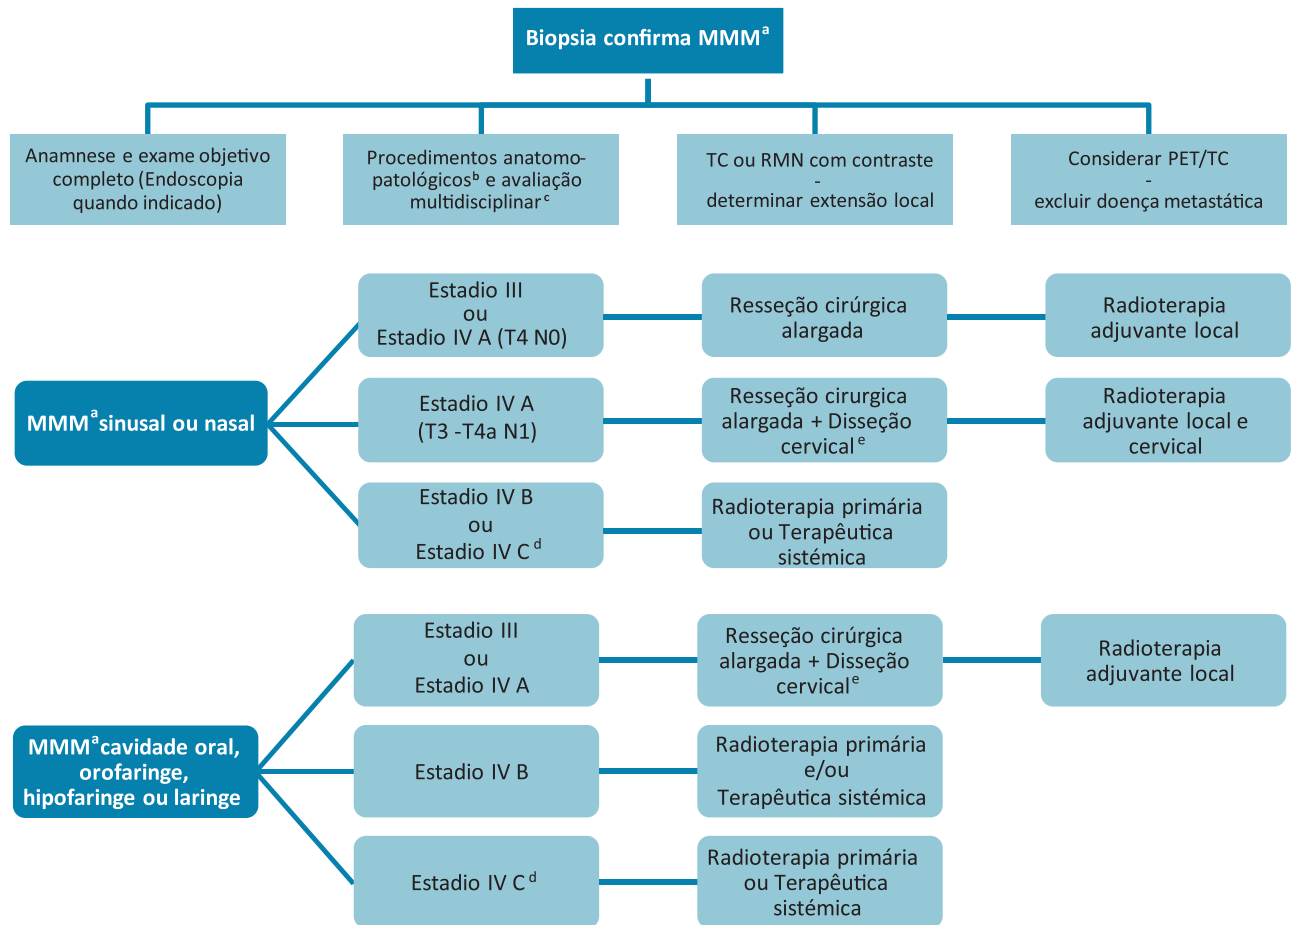 Biopsia confirma MMMᵃ
Anamnese e exame objetivo
completo (Endoscopia
quando indicado)
Procedimentos anatomo-
patológicosᵇ e avaliação
multidisciplinarᶜ
TC ou RMN com contraste
-
determinar extensão local
Considerar PET/TC
-
excluir doença metastática
MMMᵃ sinusal ou nasal
Estadio III
ou
Estadio IV A (T4 N0)
Resseção cirúrgica
alargada
Radioterapia
adjuvante local
Estadio IV A
(T3 -T4a N1)
Resseção cirurgica
alargada + Disseção
cervicalᵉ
Radioterapia
adjuvante local e
cervical
Estadio IV B
ou
Estadio IV Cᵈ
Radioterapia primária
ou Terapêutica
sistémica
MMMᵃ cavidade oral,
orofaringe,
hipofaringe ou laringe
Estadio III
ou
Estadio IV A
Resseção cirúrgica
alargada + Disseção
cervicalᵉ
Radioterapia
adjuvante local
Estadio IV B
Radioterapia primária
e/ou
Terapêutica sistémica
Estadio IV Cᵈ
Radioterapia primária
ou Terapêutica
sistémica